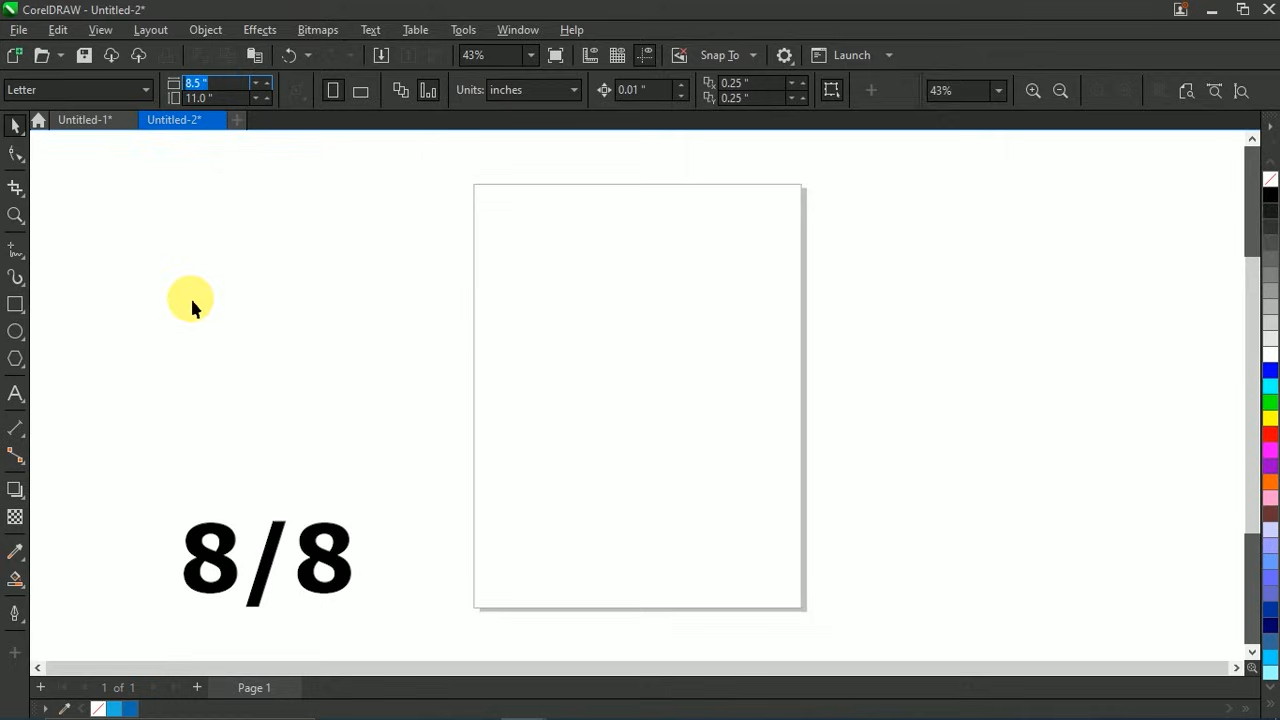 CorelDRAW - Untitled-2*
File Edit View Layout Object Effects Bitmaps Text Table Tools Window Help
43% Snap To Launch
Letter 8.5 " 11.0 " Units: inches 0.01 " 0.25 " 0.25 " 43%
Untitled-1* Untitled-2*
8/8
1 of 1 Page 1